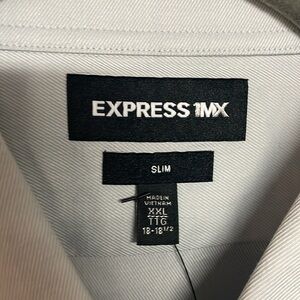 EXPRESS 1MX
SLIM
MADE IN
VIETNAM
XXL
TTG
18-18 1/2